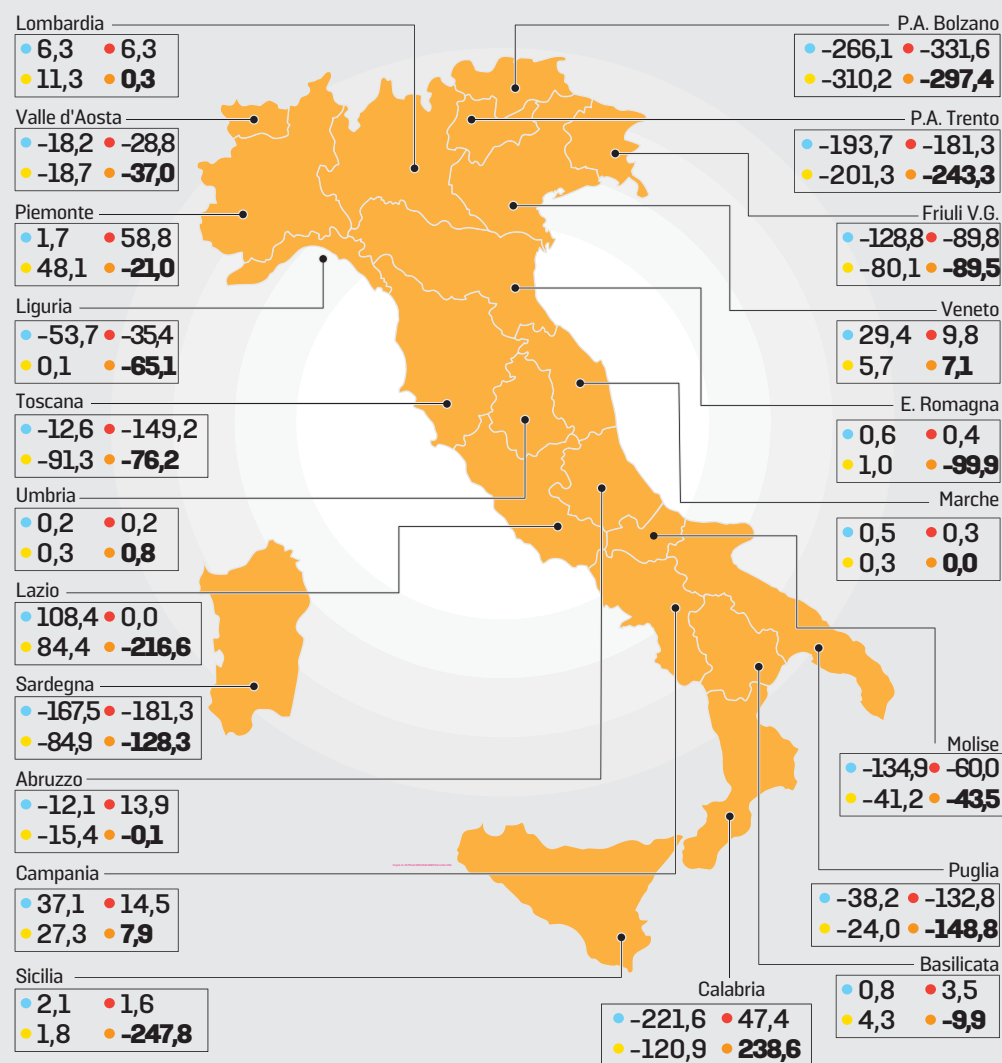 Lombardia
6,3 6,3
11,3 0,3
Valle d'Aosta
-18,2 -28,8
-18,7 -37,0
Piemonte
1,7 58,8
48,1 -21,0
Liguria
-53,7 -35,4
0,1 -65,1
Toscana
-12,6 -149,2
-91,3 -76,2
Umbria
0,2 0,2
0,3 0,8
Lazio
108,4 0,0
84,4 -216,6
Sardegna
-167,5 -181,3
-84,9 -128,3
Abruzzo
-12,1 13,9
-15,4 -0,1
Campania
37,1 14,5
27,3 7,9
Sicilia
2,1 1,6
1,8 -247,8
P.A. Bolzano
-266,1 -331,6
-310,2 -297,4
P.A. Trento
-193,7 -181,3
-201,3 -243,3
Friuli V.G.
-128,8 -89,8
-80,1 -89,5
Veneto
29,4 9,8
5,7 7,1
E. Romagna
0,6 0,4
1,0 -99,9
Marche
0,5 0,3
0,3 0,0
Molise
-134,9 -60,0
-41,2 -43,5
Puglia
-38,2 -132,8
-24,0 -148,8
Basilicata
0,8 3,5
4,3 -9,9
Calabria
-221,6 47,4
-120,9 238,6